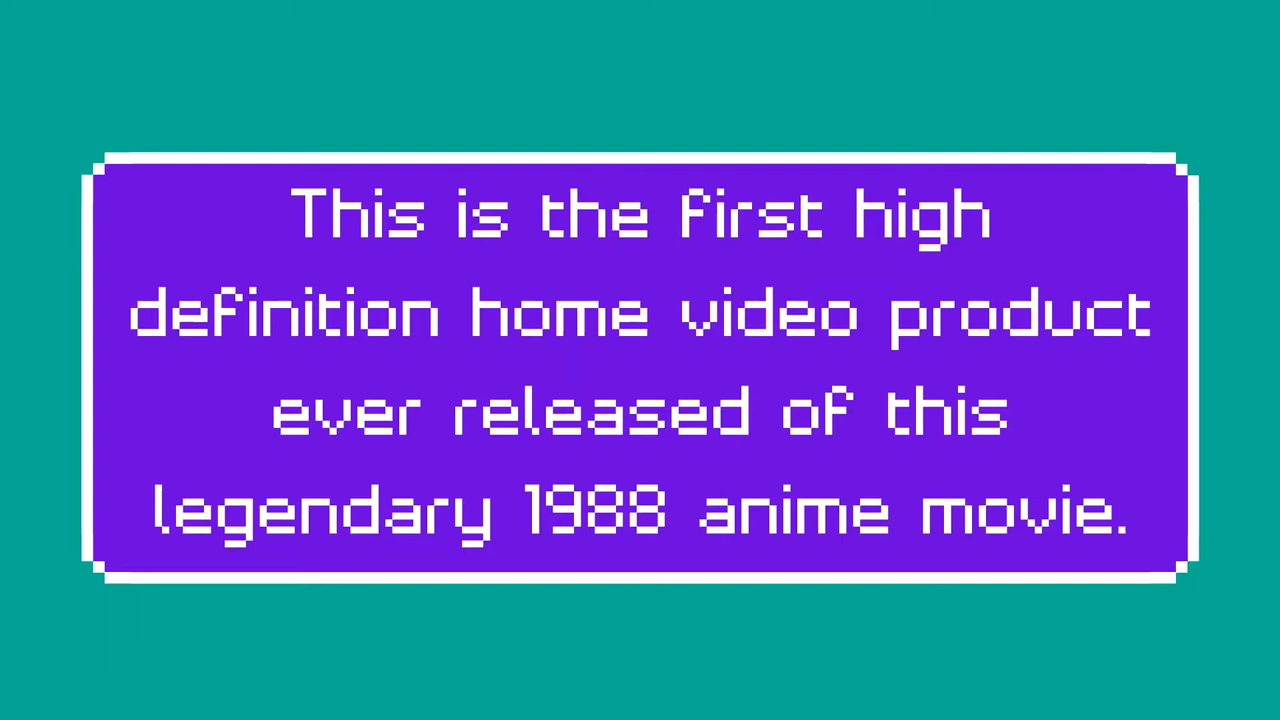 This is the first high
definition home video product
ever released of this
legendary 1988 anime movie.